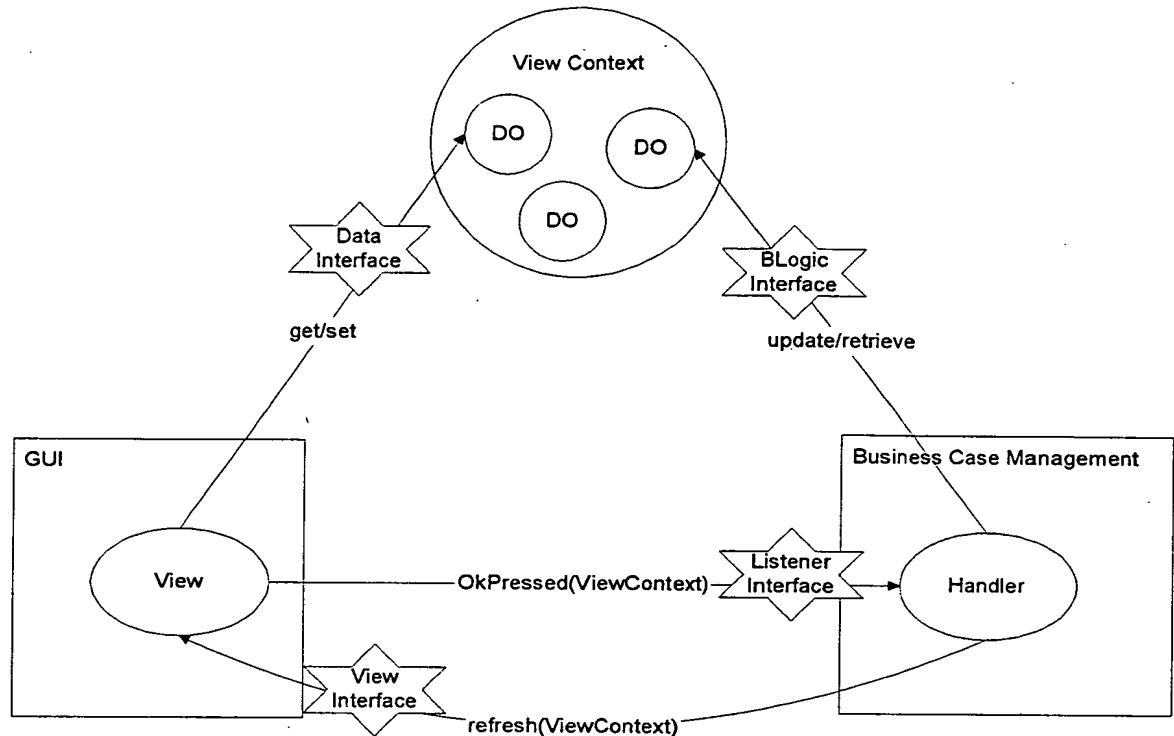 View Context
DO
DO
DO
Data
Interface
BLogic
Interface
get/set
update/retrieve
GUI
Business Case Management
View
OkPressed(ViewContext)
Listener
Interface
Handler
View
Interface
refresh(ViewContext)